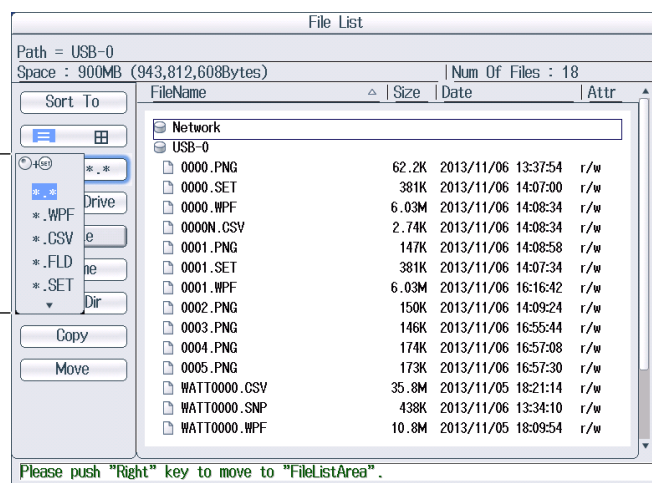 File List
Path = USB-0
Space : 900MB (943,812,608Bytes) Num Of Files : 18
Sort To
FileName Size Date Attr
Network
USB-0
0000.PNG 62.2K 2013/11/06 13:37:54 r/w
0000.SET 381K 2013/11/06 14:07:00 r/w
0000.WPF 6.03M 2013/11/06 14:08:34 r/w
0000N.CSV 2.74K 2013/11/06 14:08:34 r/w
0001.PNG 147K 2013/11/06 14:08:58 r/w
0001.SET 381K 2013/11/06 14:07:34 r/w
0001.WPF 6.03M 2013/11/06 16:16:42 r/w
0002.PNG 150K 2013/11/06 14:09:24 r/w
0003.PNG 146K 2013/11/06 16:55:44 r/w
0004.PNG 174K 2013/11/06 16:57:08 r/w
0005.PNG 173K 2013/11/06 16:57:30 r/w
WATT0000.CSV 35.8M 2013/11/05 18:21:14 r/w
WATT0000.SNP 438K 2013/11/06 13:34:10 r/w
WATT0000.WPF 10.8M 2013/11/05 18:09:54 r/w
+SET
*.*
*.WPF
*.CSV
*.FLD
*.SET
*.*
Drive
e
me
Dir
Copy
Move
Please push "Right" key to move to "FileListArea".